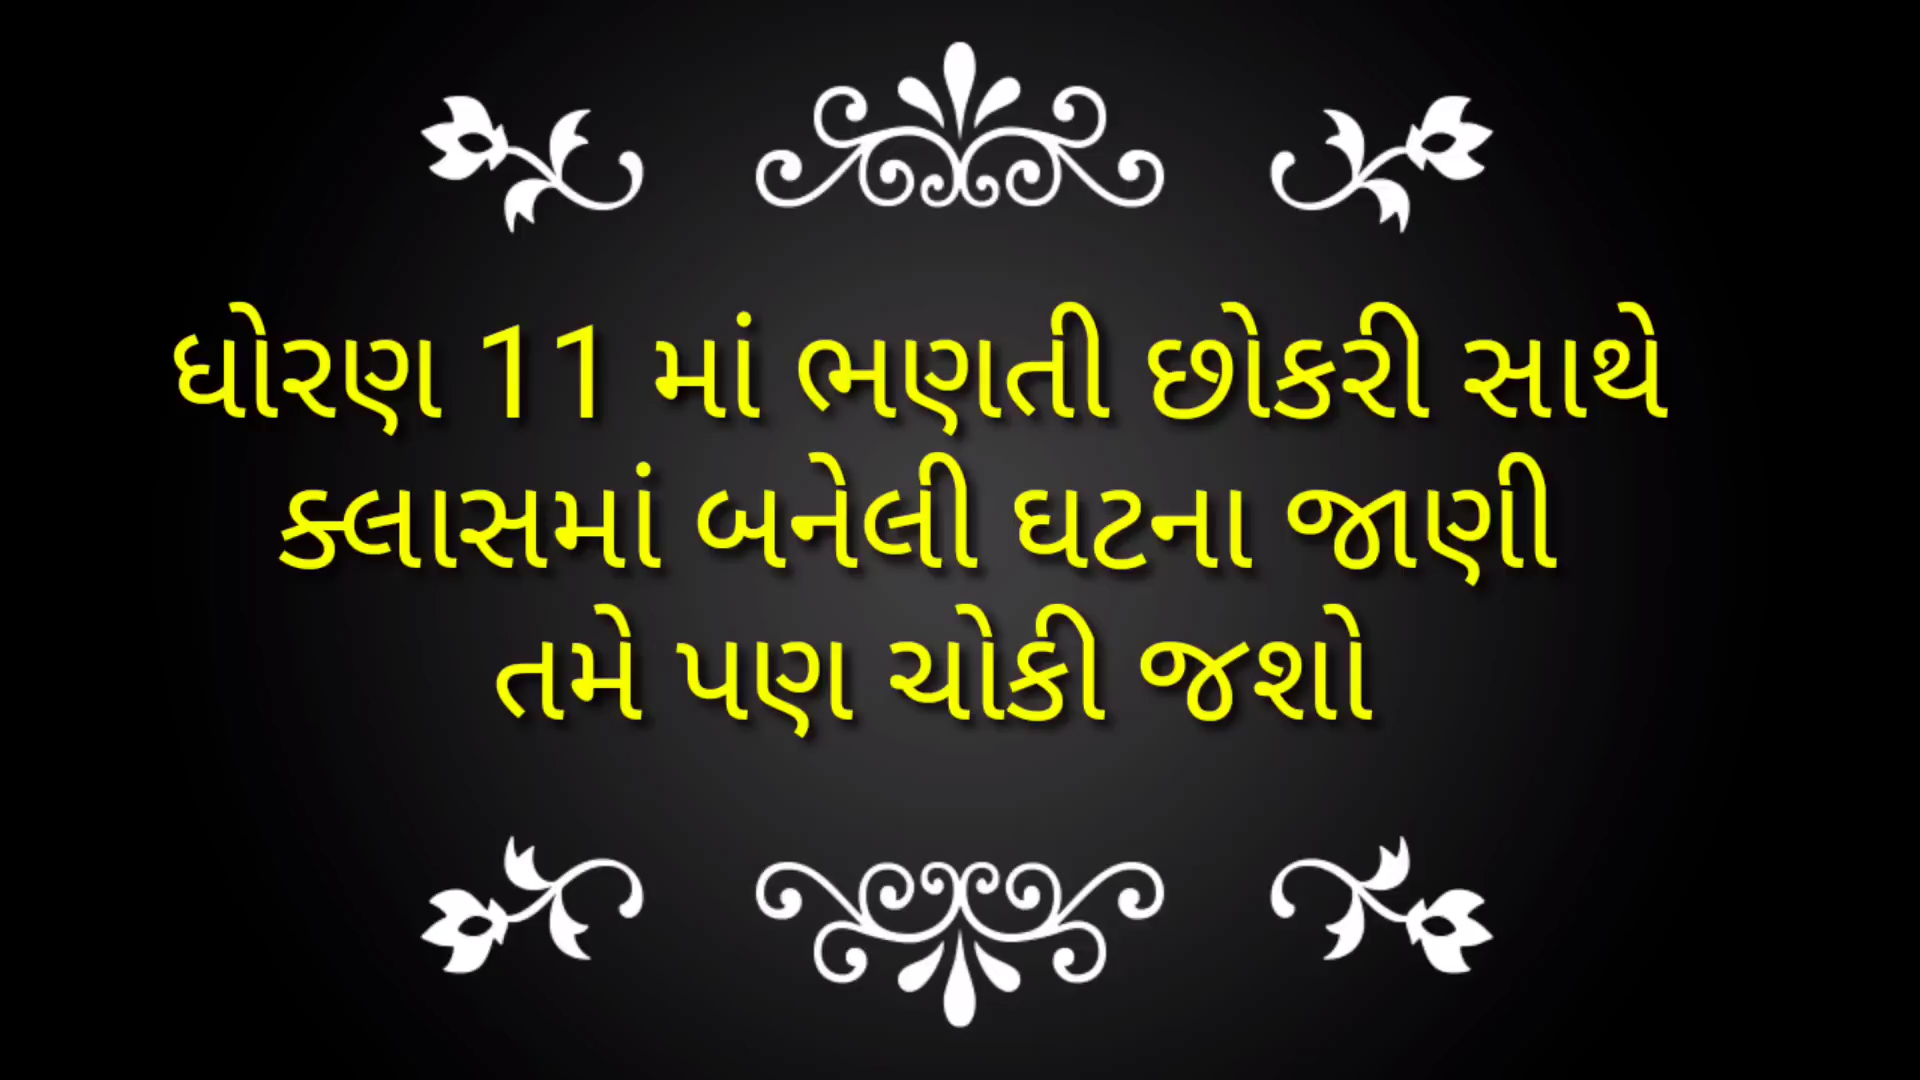 ધોરણ 11 માં ભણતી છોકરી સાથે
ક્લાસમાં બનેલી ઘટના જાણી
તમે પણ ચોકી જશો